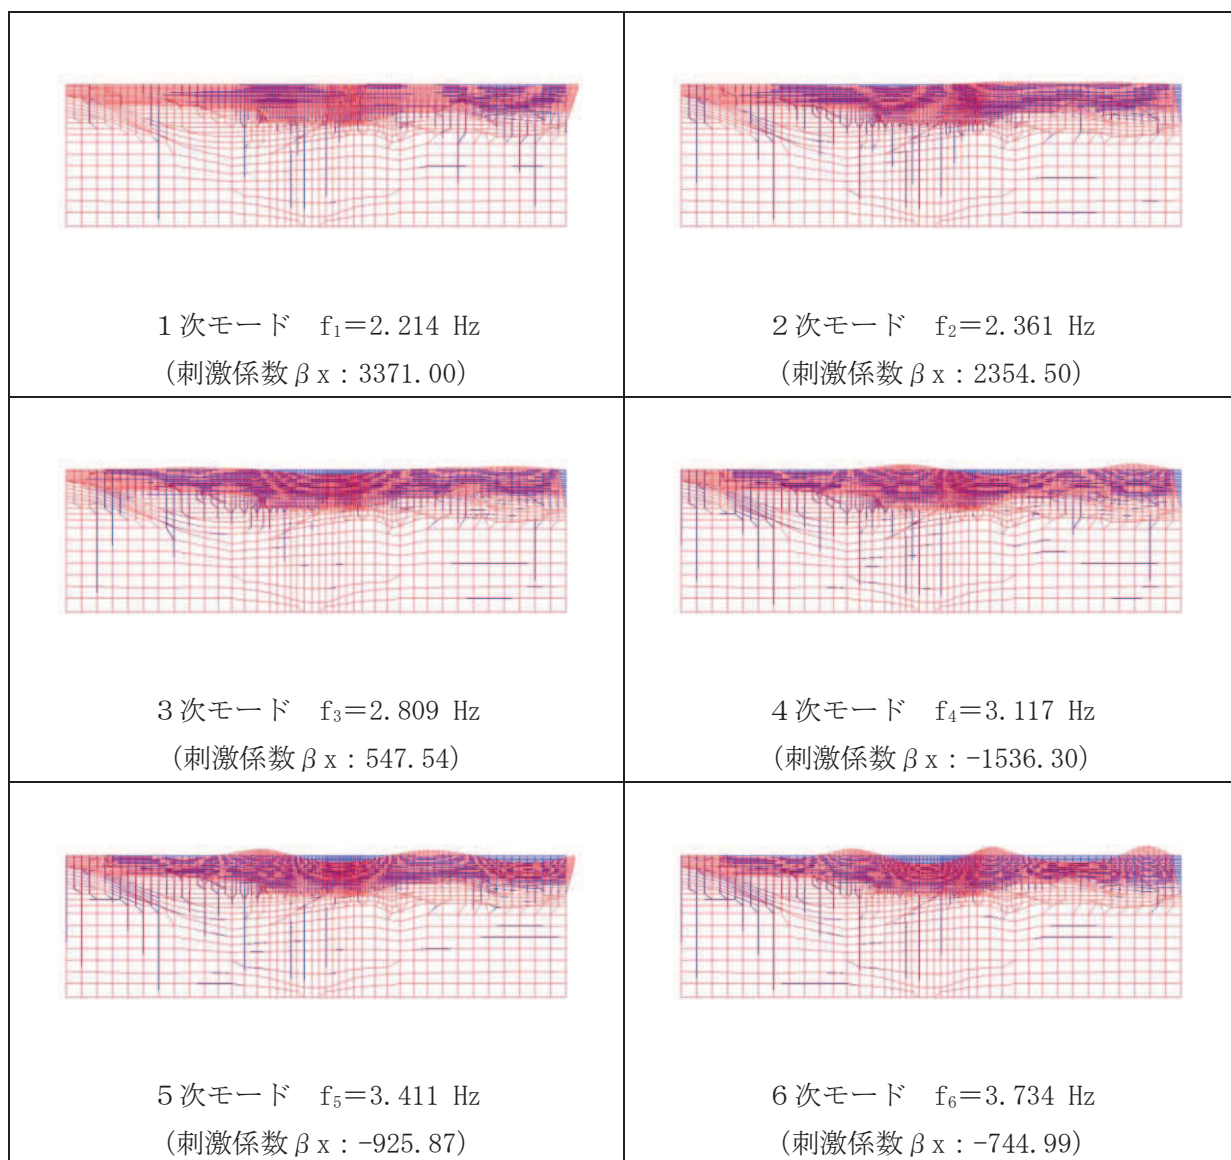 1次モード　f₁＝2.214 Hz
(刺激係数βx：3371.00)
2次モード　f₂＝2.361 Hz
(刺激係数βx：2354.50)
3次モード　f₃＝2.809 Hz
(刺激係数βx：547.54)
4次モード　f₄＝3.117 Hz
(刺激係数βx：-1536.30)
5次モード　f₅＝3.411 Hz
(刺激係数βx：-925.87)
6次モード　f₆＝3.734 Hz
(刺激係数βx：-744.99)